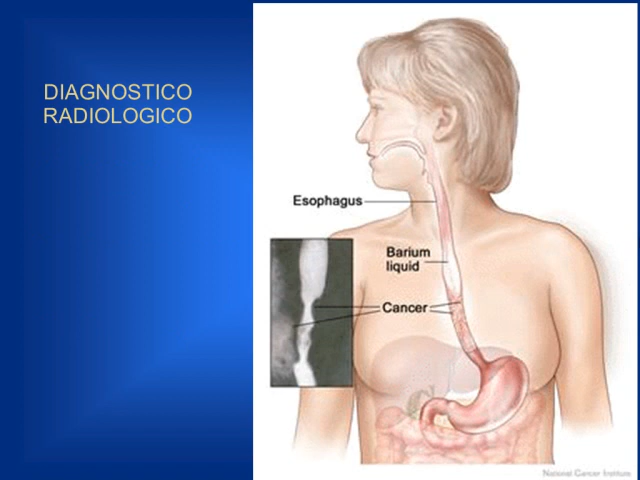 DIAGNOSTICO
RADIOLOGICO
Esophagus
Barium
liquid
Cancer
National Cancer Institute